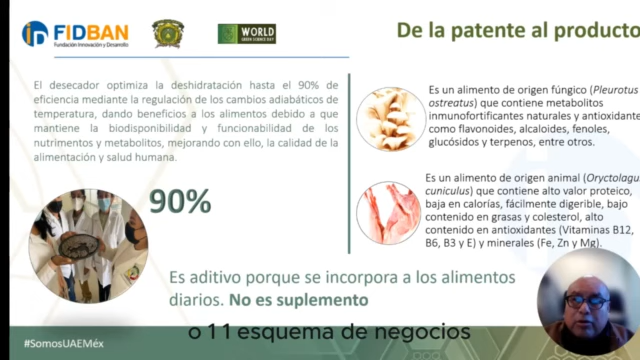 FIDBAN
Fundación Innovación y Desarrollo
WORLD
GREEN SCIENCE DAY
De la patente al producto
El desecador optimiza la deshidratación hasta el 90% de
eficiencia mediante la regulación de los cambios adiabáticos de
temperatura, dando beneficios a los alimentos debido a que
mantiene la biodisponibilidad y funcionabilidad de los
nutrimentos y metabolitos, mejorando con ello, la calidad de la
alimentación y salud humana.
90%
Es un alimento de origen fúngico (Pleurotus
ostreatus) que contiene metabolitos
inmunofortificantes naturales y antioxidante
como flavonoides, alcaloides, fenoles,
glucósidos y terpenos, entre otros.
Es un alimento de origen animal (Oryctolagu
cuniculus) que contiene alto valor proteico,
baja en calorías, fácilmente digerible, bajo
contenido en grasas y colesterol, alto
contenido en antioxidantes (Vitaminas B12,
B6, B3 y E) y minerales (Fe, Zn y Mg).
Es aditivo porque se incorpora a los alimentos
diarios. No es suplemento
o 11 esquema de negocios
#SomosUAEMéx